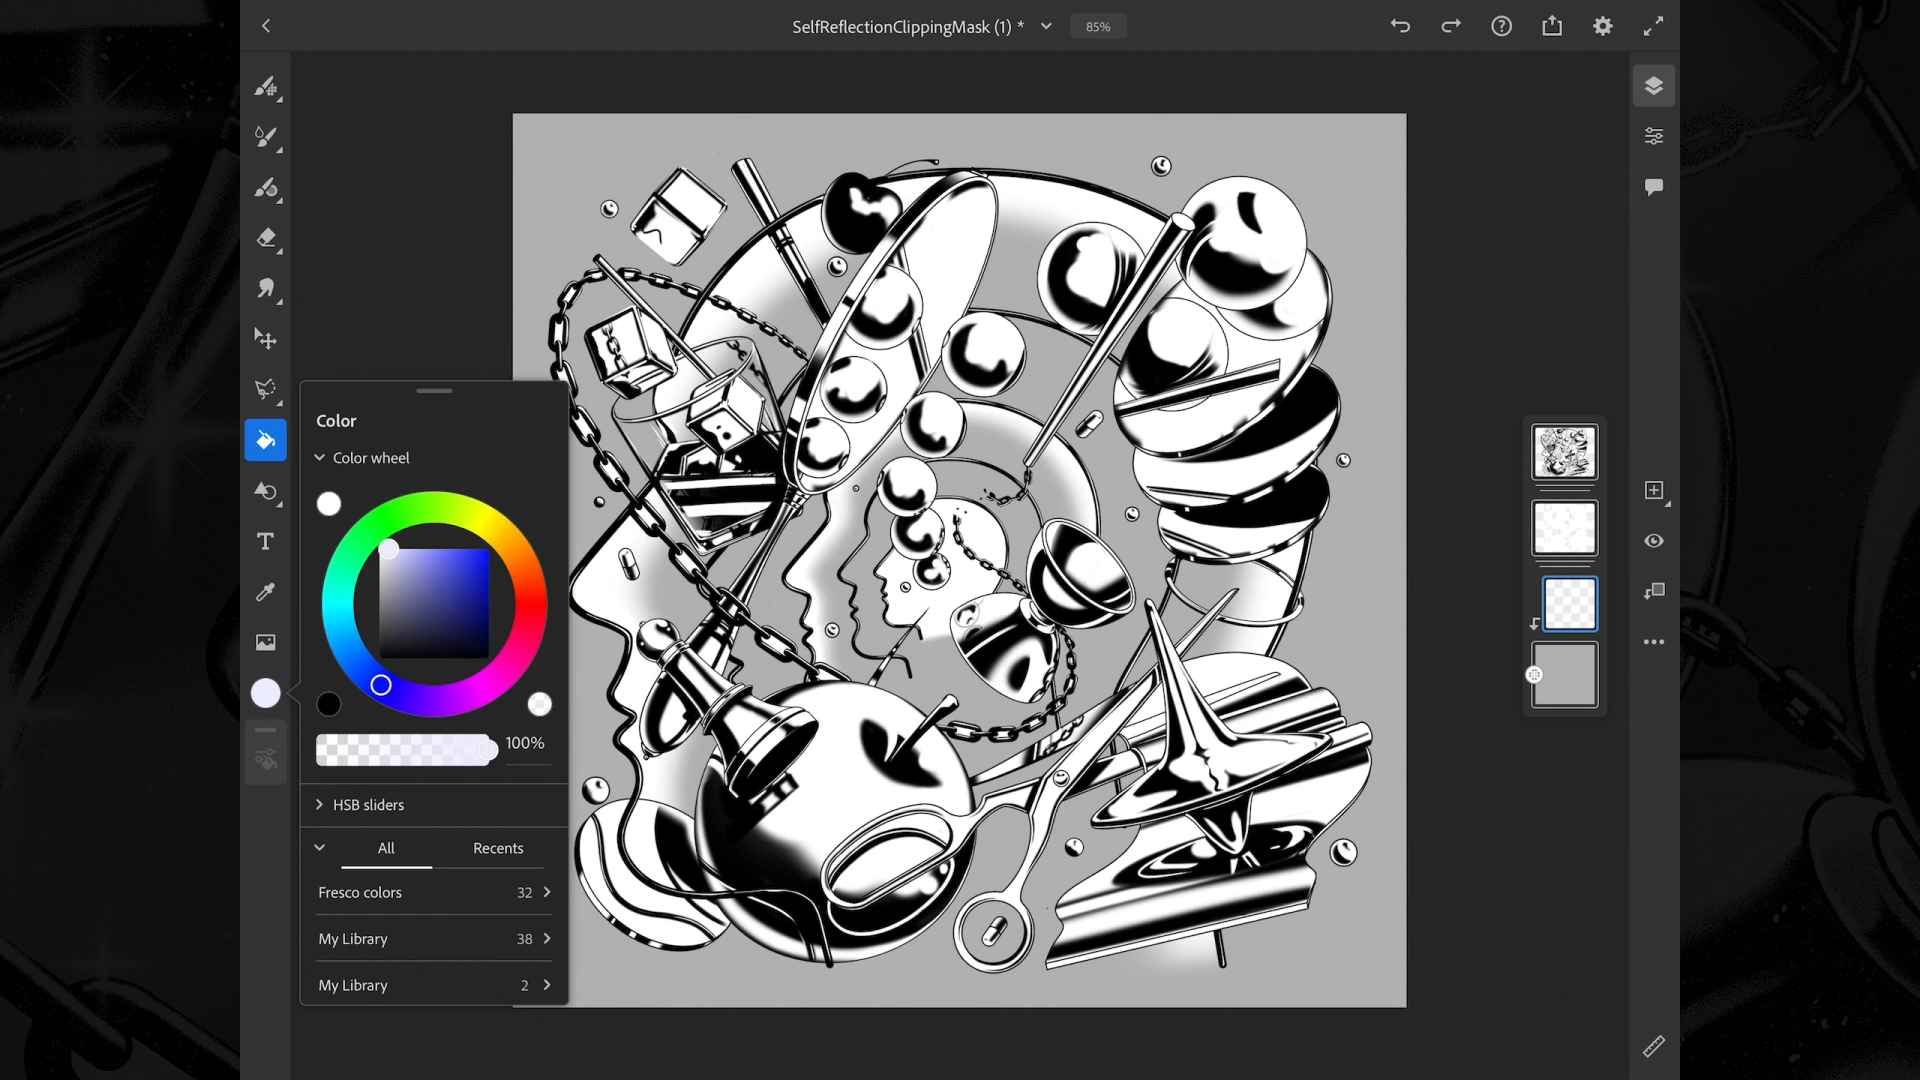 SelfReflectionClippingMask (1) *
85%
Color
Color wheel
100%
HSB sliders
All
Recents
Fresco colors
32
My Library
38
My Library
2
T